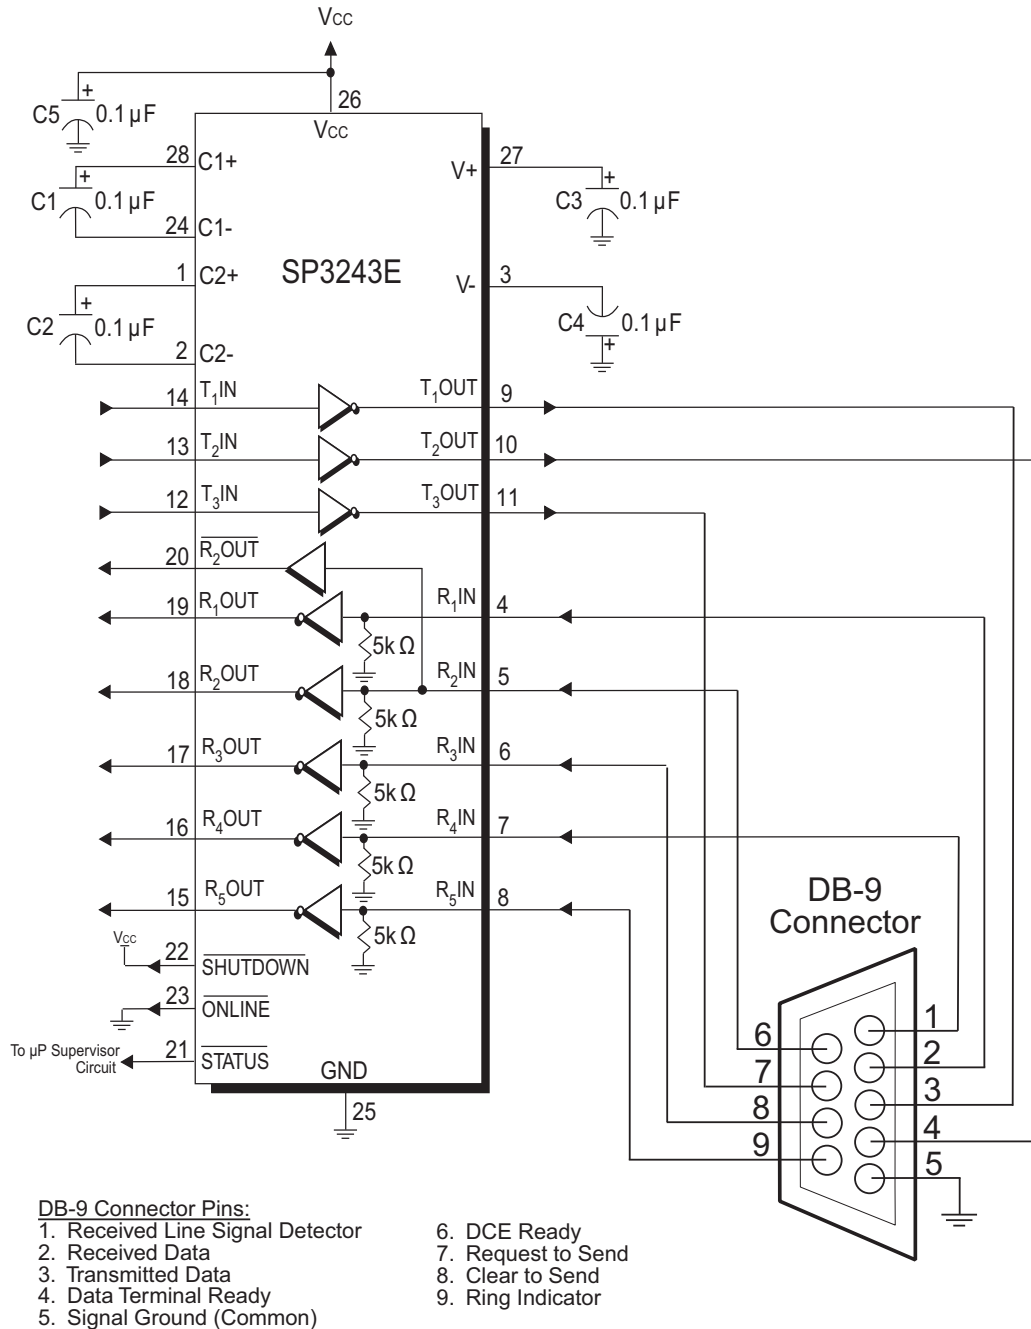 VCC
26
VCC
C5
+
0.1 µF
28
C1+
C1
+
0.1 µF
24
C1-
1
C2+
C2
+
0.1 µF
2
C2-
SP3243E
V+
27
C3
+
0.1 µF
V-
3
C4
0.1 µF
+
14
T1IN
T1OUT
9
13
T2IN
T2OUT
10
12
T3IN
T3OUT
11
20
R2OUT
19
R1OUT
R1IN
4
5k Ω
18
R2OUT
R2IN
5
5k Ω
17
R3OUT
R3IN
6
5k Ω
16
R4OUT
R4IN
7
5k Ω
15
R5OUT
R5IN
8
5k Ω
VCC
22
SHUTDOWN
23
ONLINE
To µP Supervisor
Circuit
21
STATUS
GND
25
DB-9
Connector
6
7
8
9
1
2
3
4
5
DB-9 Connector Pins:
1. Received Line Signal Detector
2. Received Data
3. Transmitted Data
4. Data Terminal Ready
5. Signal Ground (Common)
6. DCE Ready
7. Request to Send
8. Clear to Send
9. Ring Indicator